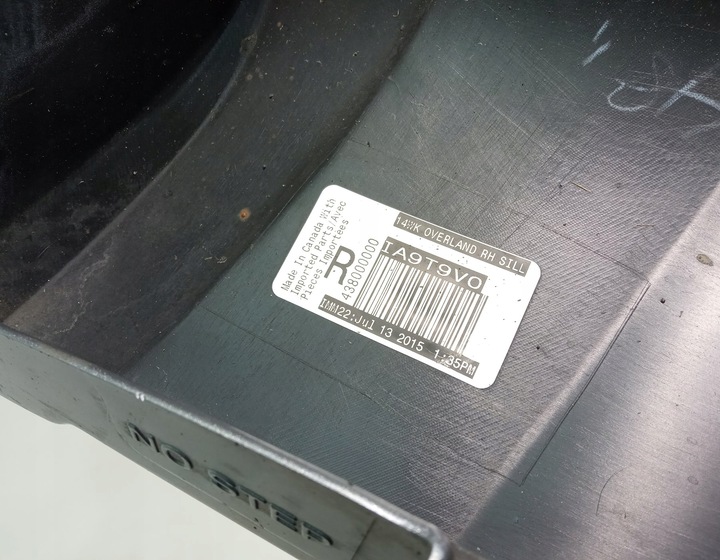 14WK OVERLAND RH SILL
IA9T9VO
R
438000000
Made In Canada With
Imported Parts/Avec
Pieces Importees
IMM22:Jul 13 2015 1:35PM
NO STEP